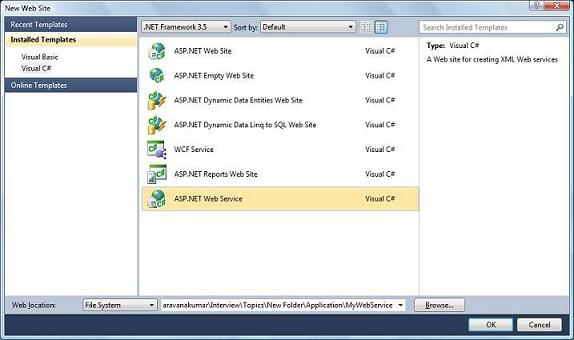 New Web Site
Recent Templates
.NET Framework 3.5 Sort by: Default
Search Installed Templates
Installed Templates
Visual Basic
Visual C#
Online Templates
ASP.NET Web Site Visual C#
ASP.NET Empty Web Site Visual C#
ASP.NET Dynamic Data Entities Web Site Visual C#
ASP.NET Dynamic Data Linq to SQL Web Site Visual C#
WCF Service Visual C#
ASP.NET Reports Web Site Visual C#
ASP.NET Web Service Visual C#
Type: Visual C#
A Web site for creating XML Web services
Web location: File System aravanakumar\Interview\Topics\New Folder\Application\MyWebService Browse...
OK Cancel